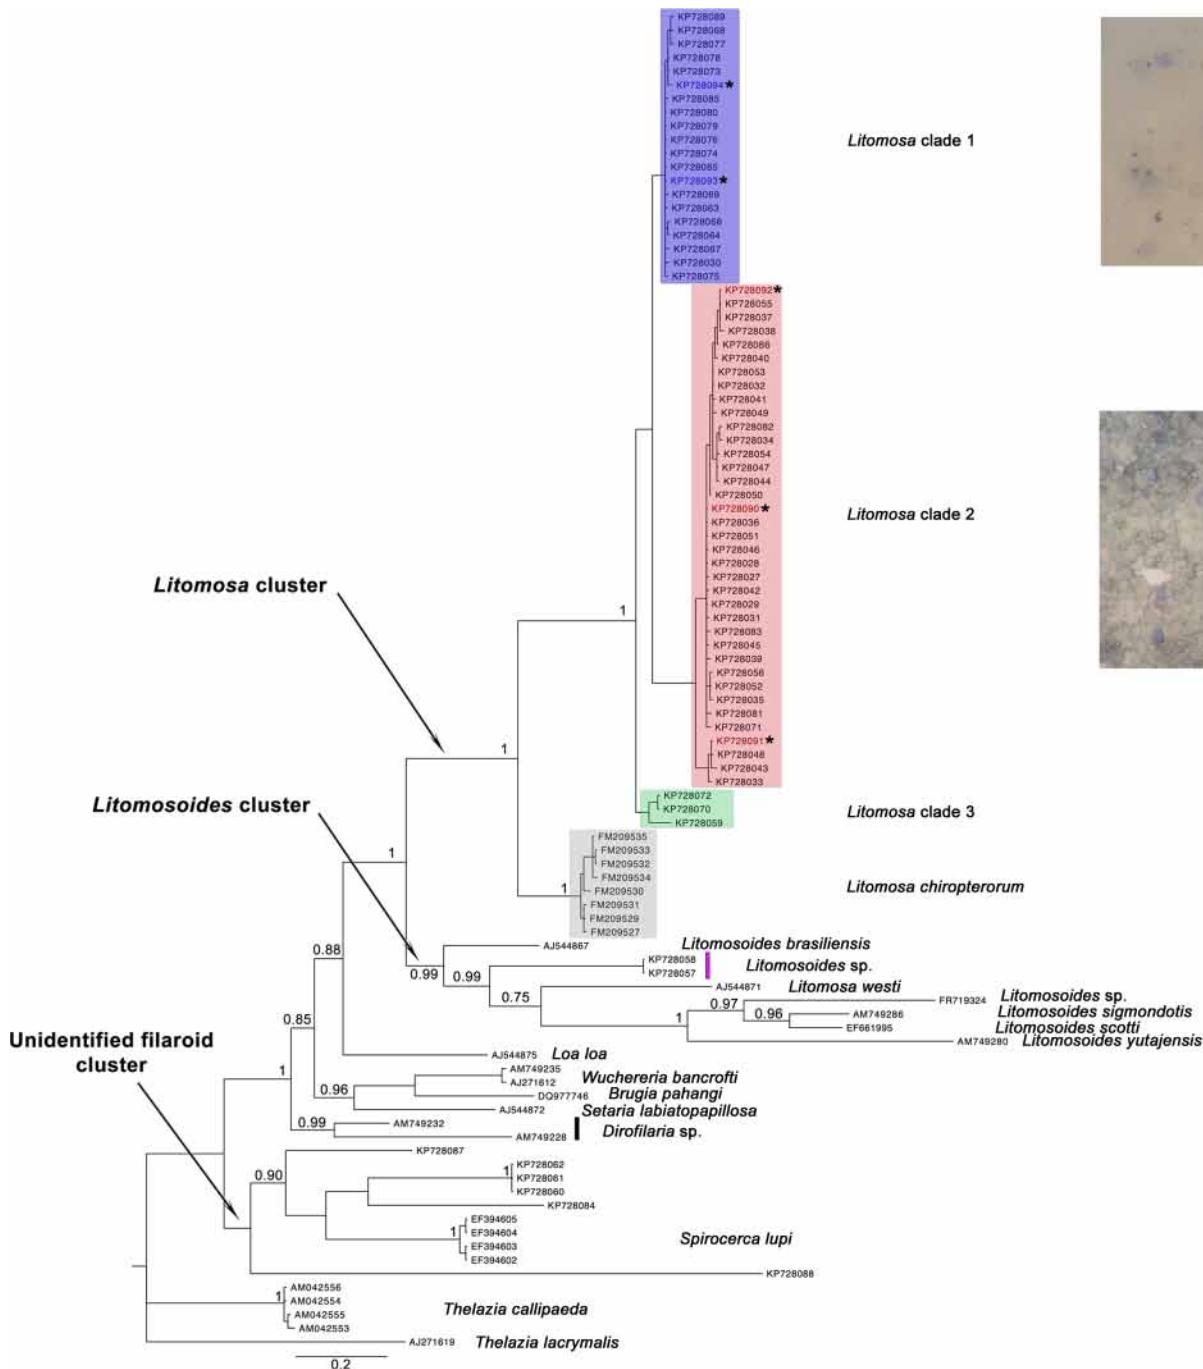 KP728089
KP728068
KP728077
KP728078
KP728073
KP728094*
KP728085
KP728080
KP728079
KP728076
KP728074
Litomosa clade 1
KP728065
KP728093*
KP728069
KP728063
KP728066
KP728064
KP728067
KP728030
KP728075
KP728092*
KP728055
KP728037
KP728038
KP728086
KP728040
KP728053
KP728032
KP728041
KP728049
KP728082
KP728034
KP728054
KP728047
KP728044
KP728050
KP728090*
Litomosa clade 2
KP728036
KP728051
KP728046
KP728028
KP728027
Litomosa cluster
KP728042
KP728029
1
KP728031
KP728083
KP728045
KP728039
KP728056
KP728052
KP728035
KP728081
KP728071
KP728091*
1
KP728048
KP728043
KP728033
KP728072
Litomosoides cluster
KP728070
Litomosa clade 3
KP728059
FM209535
FM209533
1
FM209532
FM209534
1
FM209530
Litomosa chiropterorum
FM209531
FM209529
FM209527
0.88
AJ544867
Litomosoides brasiliensis
KP728058
Litomosoides sp.
0.99
0.99
KP728057
AJ544871
Litomosa westi
0.75
0.97
FR719324
Litomosoides sp.
1
0.96
AM749286
Litomosoides sigmondotis
0.85
EF661995
Litomosoides scotti
Unidentified filaroid
cluster
AM749280
Litomosoides yutajensis
AJ544875
Loa loa
1
AM749235
Wuchereria bancrofti
AJ271612
0.96
DQ977746
Brugia pahangi
AJ544872
Setaria labiatopapillosa
0.99
AM749232
Dirofilaria sp.
AM749228
KP728087
0.90
1
KP728062
KP728061
KP728060
KP728084
EF394605
1
EF394604
Spirocerca lupi
EF394603
EF394602
KP728088
AM042556
1
AM042554
Thelazia callipaeda
AM042555
AM042553
AJ271619
Thelazia lacrymalis
0.2